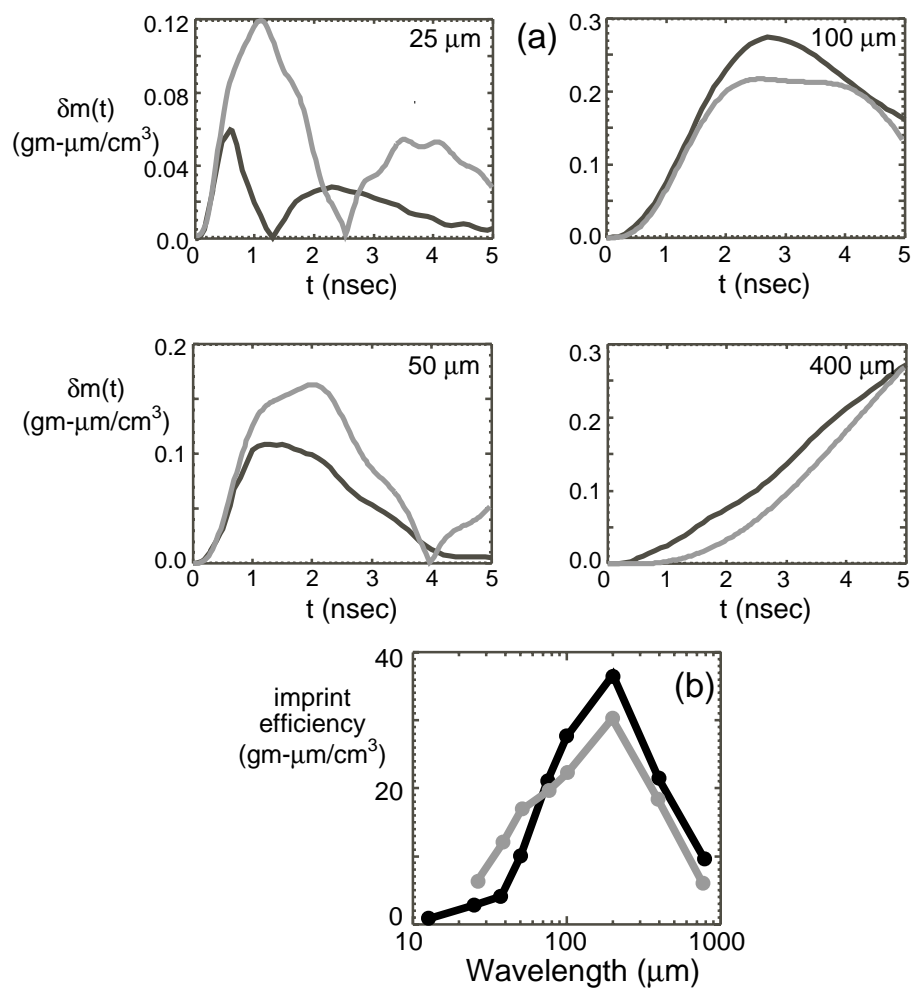 0.12
0.08
0.04
0.0
δm(t)
(gm-μm/cm³)
25 μm
0 1 2 3 4 5
t (nsec)
(a)
0.3
0.2
0.1
0.0
100 μm
0 1 2 3 4 5
t (nsec)
0.2
0.1
0.0
δm(t)
(gm-μm/cm³)
50 μm
0 1 2 3 4 5
t (nsec)
0.3
0.2
0.1
0.0
400 μm
0 1 2 3 4 5
t (nsec)
40
20
0
imprint
efficiency
(gm-μm/cm³)
(b)
10 100 1000
Wavelength (μm)